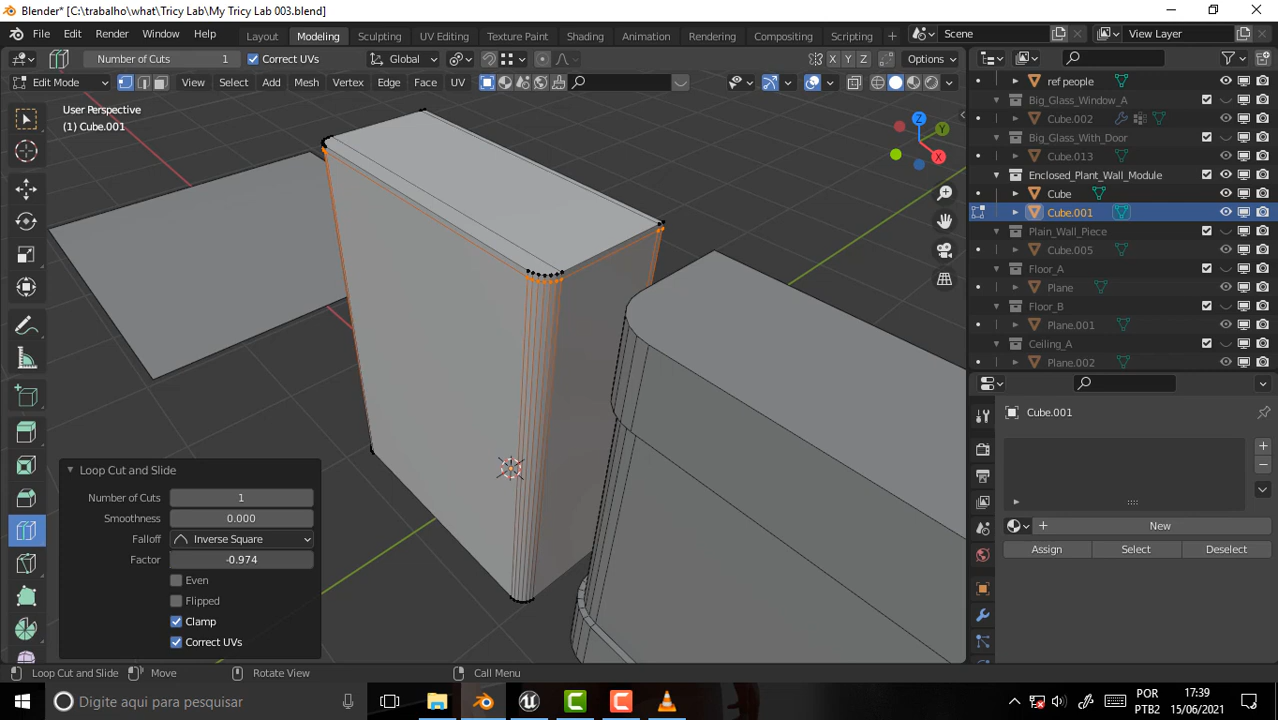 Blender* [C:\trabalho\what\Tricy Lab\My Tricy Lab 003.blend]
File Edit Render Window Help Layout Modeling Sculpting UV Editing Texture Paint Shading Animation Rendering Compositing Scripting Scene View Layer
Number of Cuts 1 Correct UVs Global X Y Z Options
Edit Mode View Select Add Mesh Vertex Edge Face UV
User Perspective
(1) Cube.001
Z
Y
X
ref people
Big_Glass_Window_A
Cube.002
Big_Glass_With_Door
Cube.013
Enclosed_Plant_Wall_Module
Cube
Cube.001
Plain_Wall_Piece
Cube.005
Floor_A
Plane
Floor_B
Plane.001
Ceiling_A
Plane.002
Cube.001
New
Assign Select Deselect
Loop Cut and Slide
Number of Cuts 1
Smoothness 0.000
Falloff Inverse Square
Factor -0.974
Even
Flipped
Clamp
Correct UVs
Loop Cut and Slide Move Rotate View Call Menu
Digite aqui para pesquisar
POR
PTB2
17:39
15/06/2021